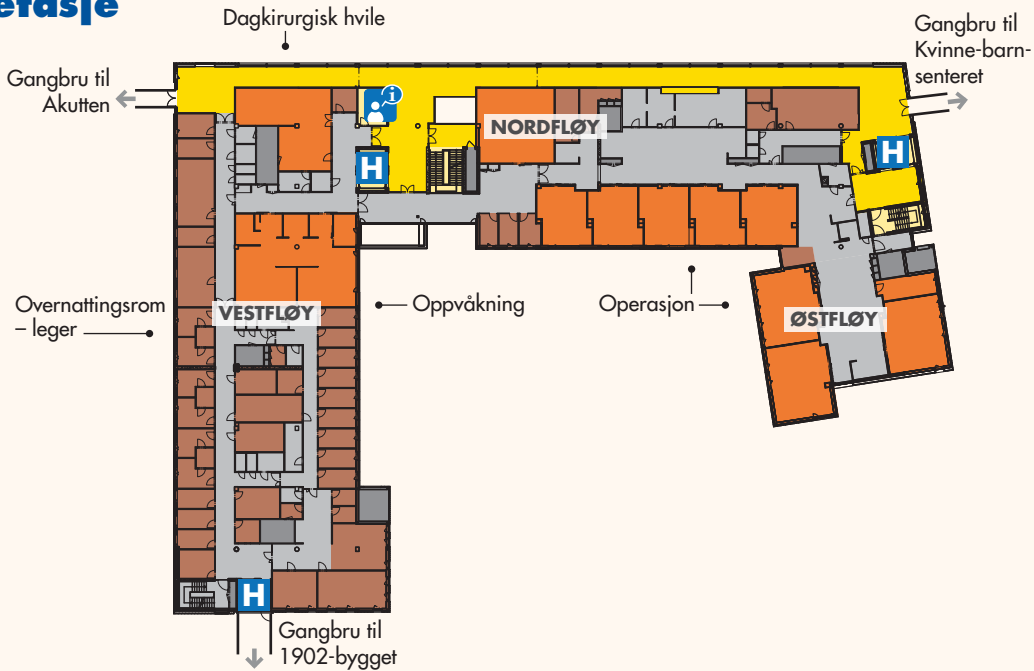 etasje
Dagkirurgisk hvile
Gangbru til
Kvinne-barn-
senteret
Gangbru til
Akutten
i
NORDFLØY
H
H
Overnattingsrom
– leger
VESTFLØY
Oppvåkning
Operasjon
ØSTFLØY
H
Gangbru til
1902-bygget